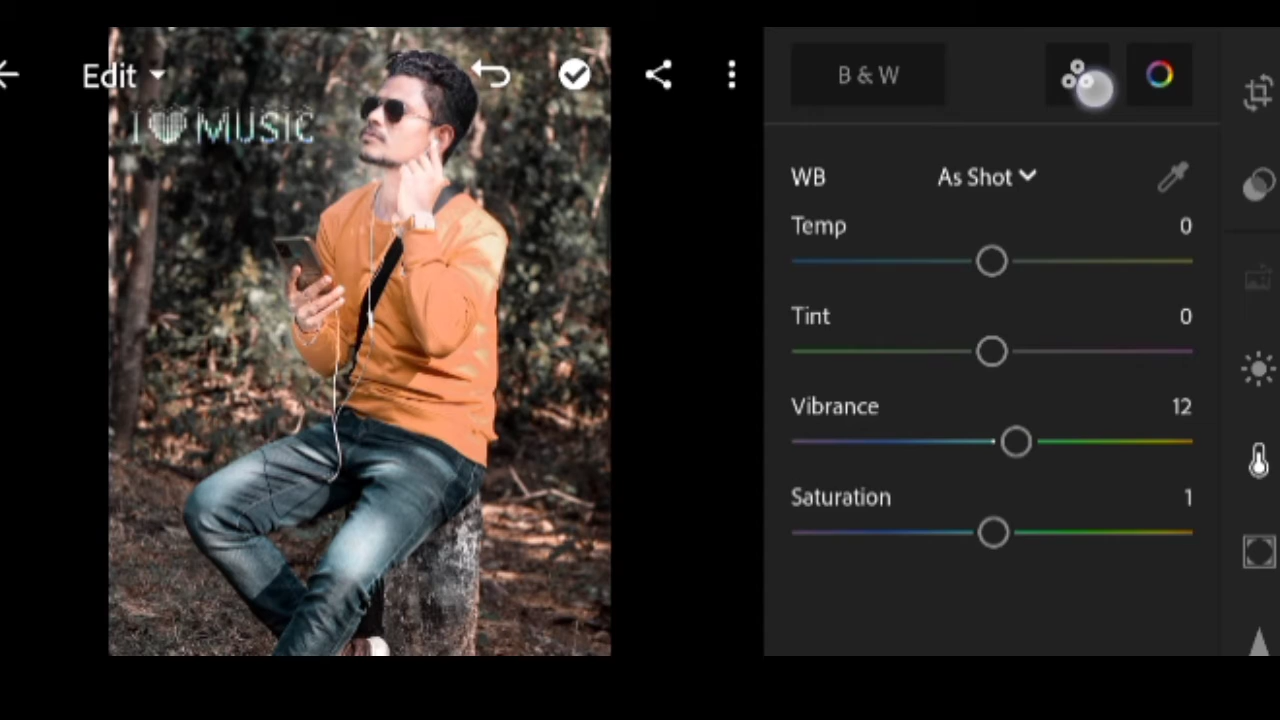 Edit
I MUSIC
B & W
WB
As Shot
Temp
0
Tint
0
Vibrance
12
Saturation
1